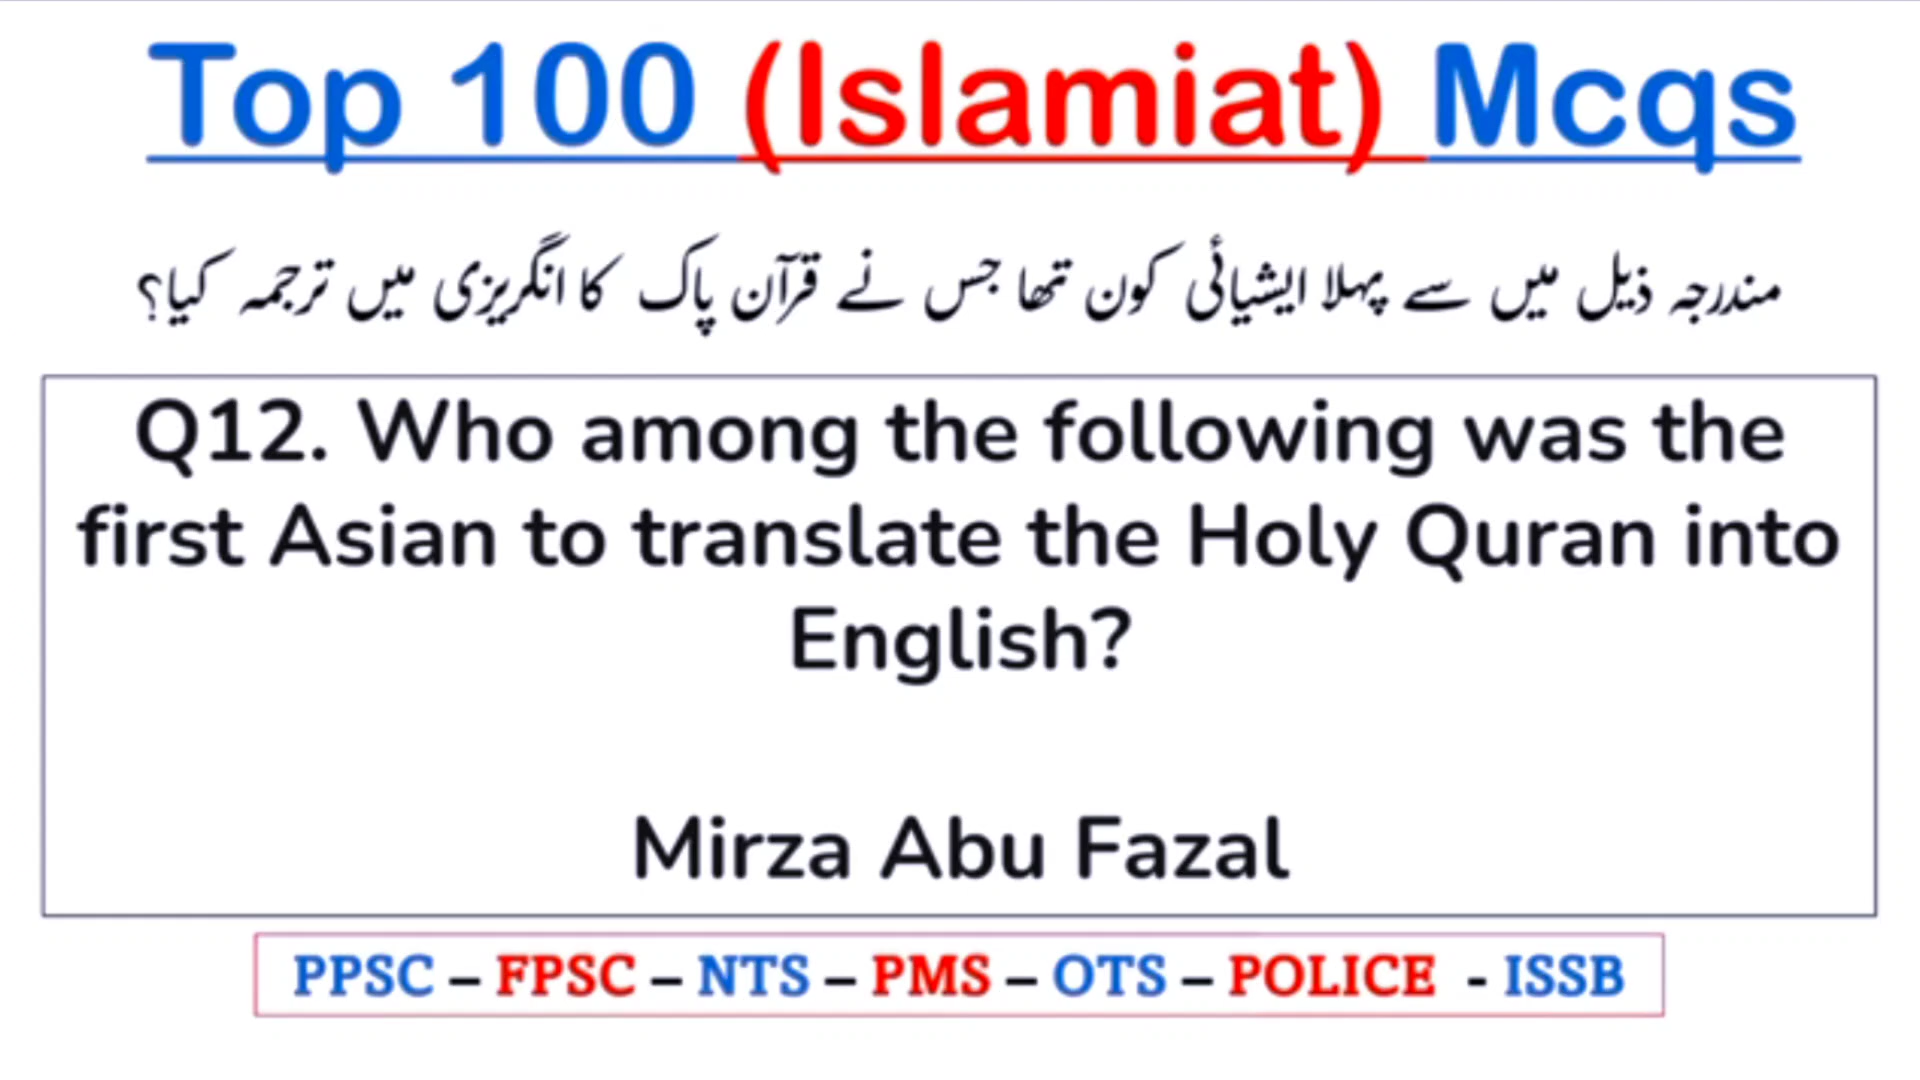 Top 100 (Islamiat) Mcqs
مندرجہ ذیل میں سے پہلا ایشیائی کون تھا جس نے قرآن پاک کا انگریزی میں ترجمہ کیا؟
Q12. Who among the following was the
first Asian to translate the Holy Quran into
English?
Mirza Abu Fazal
PPSC – FPSC – NTS – PMS – OTS – POLICE - ISSB